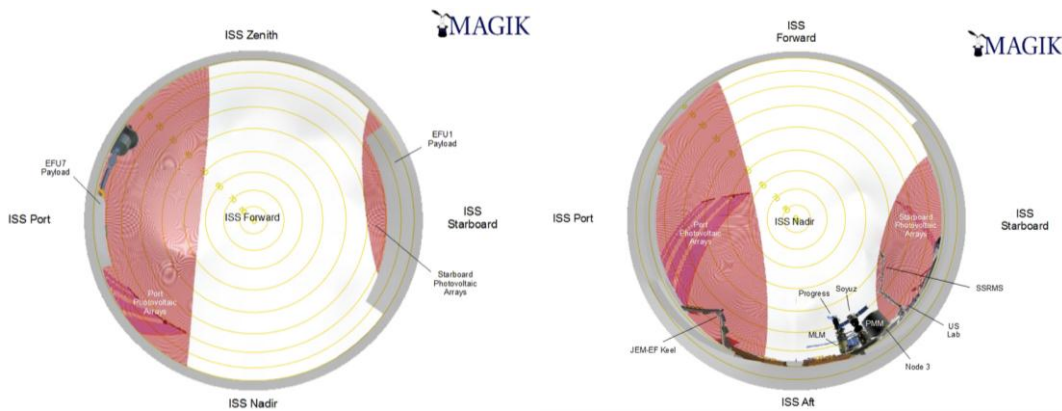 MAGIK
ISS Zenith
EFU7
Payload
EFU1
Payload
ISS Port
ISS Forward
ISS
Starboard
Port
Photovoltaic
Arrays
Starboard
Photovoltaic
Arrays
ISS Nadir
MAGIK
ISS
Forward
ISS Port
ISS Nadir
ISS
Starboard
Port
Photovoltaic
Arrays
Starboard
Photovoltaic
Arrays
SSRMS
Soyuz
Progress
PMM
MLM
US
Lab
JEM-EF Keel
Node 3
ISS Aft